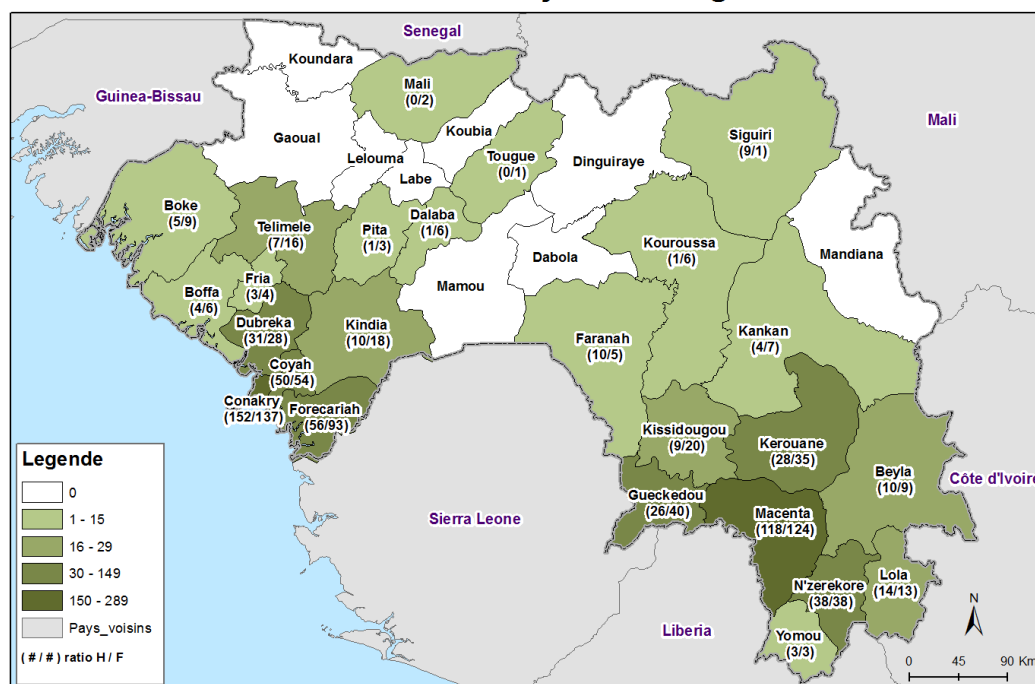 Senegal
Koundara
Guinea-Bissau
Mali
(0/2)
Mali
Koubia
Gaoual
Siguiri
(9/1)
Lelouma
Tougue
(0/1)
Dinguiraye
Labe
Boke
(5/9)
Telimele
(7/16)
Pita
(1/3)
Dalaba
(1/6)
Kouroussa
(1/6)
Mandiana
Dabola
Mamou
Fria
(3/4)
Boffa
(4/6)
Dubreka
(31/28)
Kindia
(10/18)
Faranah
(10/5)
Kankan
(4/7)
Coyah
(50/54)
Conakry
(152/137)
Forecariah
(56/93)
Kissidougou
(9/20)
Kerouane
(28/35)
Beyla
(10/9)
Côte d'Ivoire
Gueckedou
(26/40)
Macenta
(118/124)
Sierra Leone
N'zerekore
(38/38)
Lola
(14/13)
Liberia
Yomou
(3/3)
Legende
0
1 - 15
16 - 29
30 - 149
150 - 289
Pays_voisins
( # / # ) ratio H / F
N
0 45 90 Km